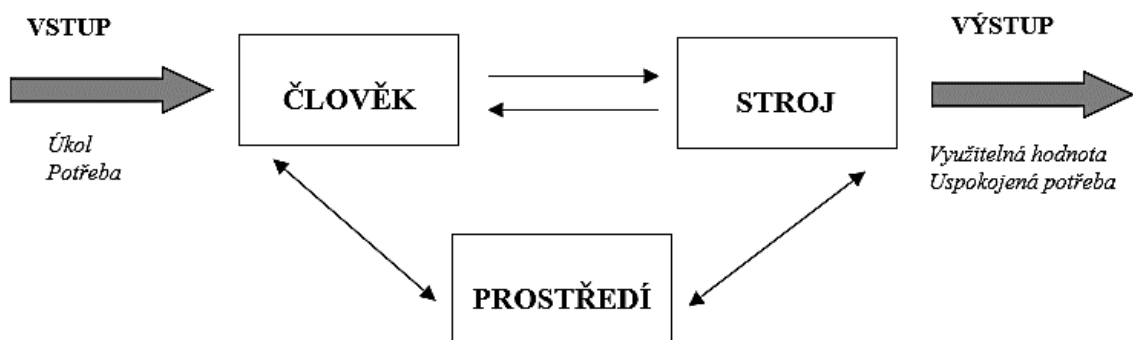 VSTUP
VÝSTUP
ČLOVĚK
STROJ
Úkol
Potřeba
Využitelná hodnota
Uspokojená potřeba
PROSTŘEDÍ